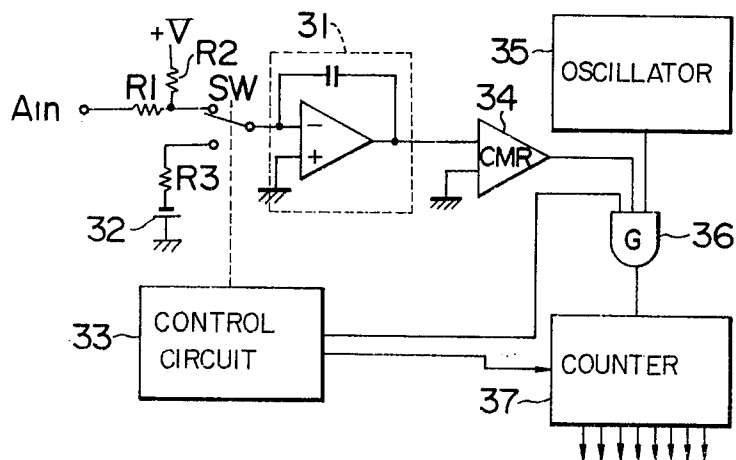 +V
R2
31
35
OSCILLATOR
Ain
R1
SW
34
−
+
CMR
R3
32
G
36
33
CONTROL
CIRCUIT
COUNTER
37